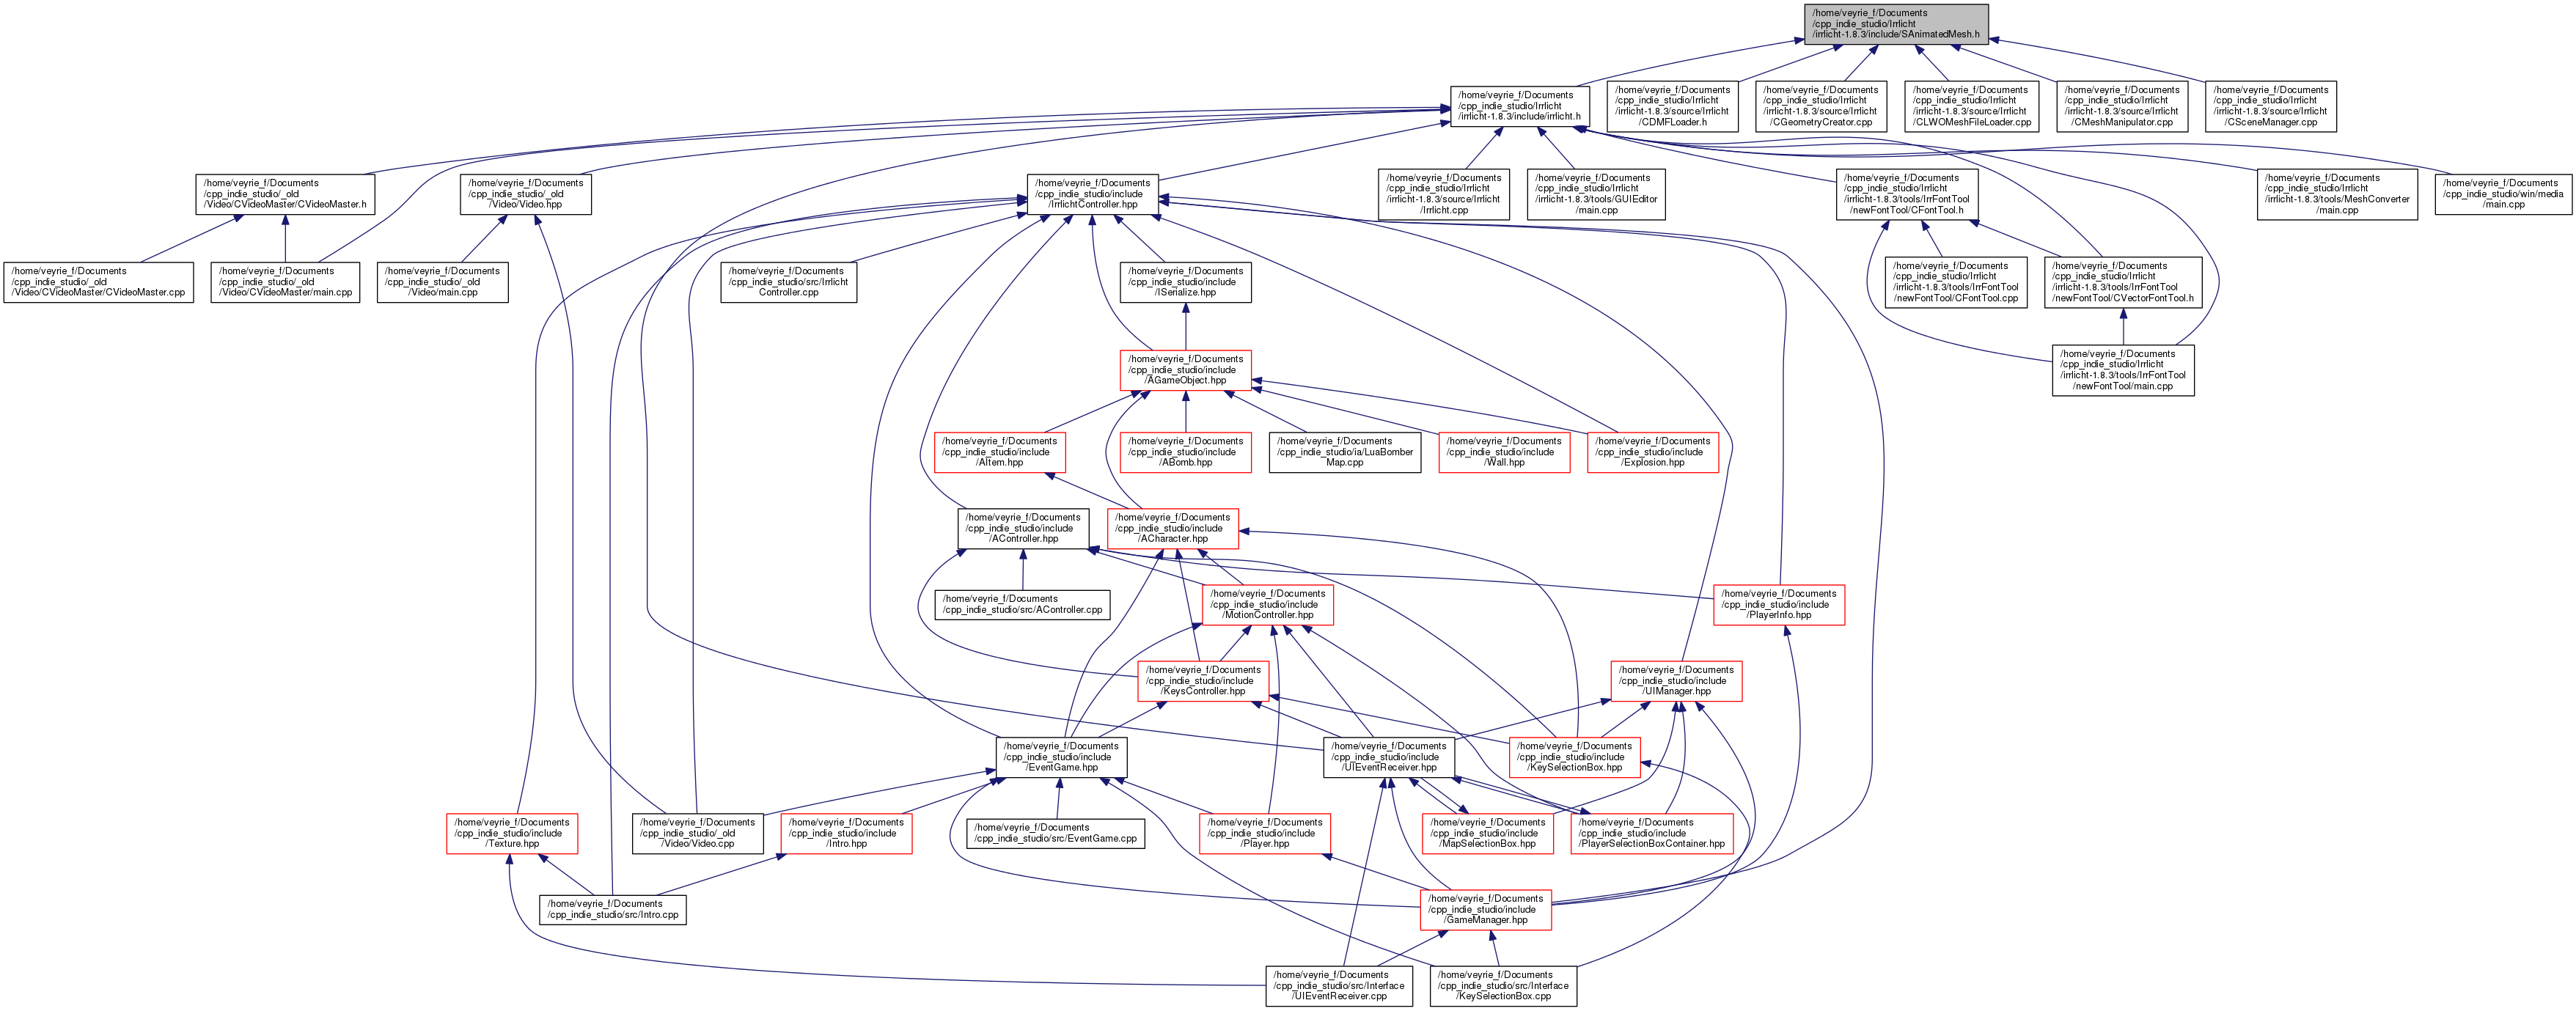 /home/veyrie_f/Documents
/cpp_indie_studio/Irrlicht
/irrlicht-1.8.3/include/SAnimatedMesh.h
/home/veyrie_f/Documents
/cpp_indie_studio/Irrlicht
/irrlicht-1.8.3/include/irrlicht.h
/home/veyrie_f/Documents
/cpp_indie_studio/Irrlicht
/irrlicht-1.8.3/source/Irrlicht
/CDMFLoader.h
/home/veyrie_f/Documents
/cpp_indie_studio/Irrlicht
/irrlicht-1.8.3/source/Irrlicht
/CGeometryCreator.cpp
/home/veyrie_f/Documents
/cpp_indie_studio/Irrlicht
/irrlicht-1.8.3/source/Irrlicht
/CLWOMeshFileLoader.cpp
/home/veyrie_f/Documents
/cpp_indie_studio/Irrlicht
/irrlicht-1.8.3/source/Irrlicht
/CMeshManipulator.cpp
/home/veyrie_f/Documents
/cpp_indie_studio/Irrlicht
/irrlicht-1.8.3/source/Irrlicht
/CSceneManager.cpp
/home/veyrie_f/Documents
/cpp_indie_studio/_old
/Video/CVideoMaster/CVideoMaster.h
/home/veyrie_f/Documents
/cpp_indie_studio/_old
/Video/Video.hpp
/home/veyrie_f/Documents
/cpp_indie_studio/include
/IrrlichtController.hpp
/home/veyrie_f/Documents
/cpp_indie_studio/Irrlicht
/irrlicht-1.8.3/source/Irrlicht
/Irrlicht.cpp
/home/veyrie_f/Documents
/cpp_indie_studio/Irrlicht
/irrlicht-1.8.3/tools/GUIEditor
/main.cpp
/home/veyrie_f/Documents
/cpp_indie_studio/Irrlicht
/irrlicht-1.8.3/tools/IrrFontTool
/newFontTool/CFontTool.h
/home/veyrie_f/Documents
/cpp_indie_studio/Irrlicht
/irrlicht-1.8.3/tools/MeshConverter
/main.cpp
/home/veyrie_f/Documents
/cpp_indie_studio/win/media
/main.cpp
/home/veyrie_f/Documents
/cpp_indie_studio/_old
/Video/CVideoMaster/CVideoMaster.cpp
/home/veyrie_f/Documents
/cpp_indie_studio/_old
/Video/CVideoMaster/main.cpp
/home/veyrie_f/Documents
/cpp_indie_studio/_old
/Video/main.cpp
/home/veyrie_f/Documents
/cpp_indie_studio/src/Irrlicht
Controller.cpp
/home/veyrie_f/Documents
/cpp_indie_studio/include
/ISerialize.hpp
/home/veyrie_f/Documents
/cpp_indie_studio/Irrlicht
/irrlicht-1.8.3/tools/IrrFontTool
/newFontTool/CFontTool.cpp
/home/veyrie_f/Documents
/cpp_indie_studio/Irrlicht
/irrlicht-1.8.3/tools/IrrFontTool
/newFontTool/CVectorFontTool.h
/home/veyrie_f/Documents
/cpp_indie_studio/include
/AGameObject.hpp
/home/veyrie_f/Documents
/cpp_indie_studio/Irrlicht
/irrlicht-1.8.3/tools/IrrFontTool
/newFontTool/main.cpp
/home/veyrie_f/Documents
/cpp_indie_studio/include
/AItem.hpp
/home/veyrie_f/Documents
/cpp_indie_studio/include
/ABomb.hpp
/home/veyrie_f/Documents
/cpp_indie_studio/ia/LuaBomber
Map.cpp
/home/veyrie_f/Documents
/cpp_indie_studio/include
/Wall.hpp
/home/veyrie_f/Documents
/cpp_indie_studio/include
/Explosion.hpp
/home/veyrie_f/Documents
/cpp_indie_studio/include
/AController.hpp
/home/veyrie_f/Documents
/cpp_indie_studio/include
/ACharacter.hpp
/home/veyrie_f/Documents
/cpp_indie_studio/src/AController.cpp
/home/veyrie_f/Documents
/cpp_indie_studio/include
/MotionController.hpp
/home/veyrie_f/Documents
/cpp_indie_studio/include
/PlayerInfo.hpp
/home/veyrie_f/Documents
/cpp_indie_studio/include
/KeysController.hpp
/home/veyrie_f/Documents
/cpp_indie_studio/include
/UIManager.hpp
/home/veyrie_f/Documents
/cpp_indie_studio/include
/EventGame.hpp
/home/veyrie_f/Documents
/cpp_indie_studio/include
/UIEventReceiver.hpp
/home/veyrie_f/Documents
/cpp_indie_studio/include
/KeySelectionBox.hpp
/home/veyrie_f/Documents
/cpp_indie_studio/include
/Texture.hpp
/home/veyrie_f/Documents
/cpp_indie_studio/_old
/Video/Video.cpp
/home/veyrie_f/Documents
/cpp_indie_studio/include
/Intro.hpp
/home/veyrie_f/Documents
/cpp_indie_studio/src/EventGame.cpp
/home/veyrie_f/Documents
/cpp_indie_studio/include
/Player.hpp
/home/veyrie_f/Documents
/cpp_indie_studio/include
/MapSelectionBox.hpp
/home/veyrie_f/Documents
/cpp_indie_studio/include
/PlayerSelectionBoxContainer.hpp
/home/veyrie_f/Documents
/cpp_indie_studio/src/Intro.cpp
/home/veyrie_f/Documents
/cpp_indie_studio/include
/GameManager.hpp
/home/veyrie_f/Documents
/cpp_indie_studio/src/Interface
/UIEventReceiver.cpp
/home/veyrie_f/Documents
/cpp_indie_studio/src/Interface
/KeySelectionBox.cpp